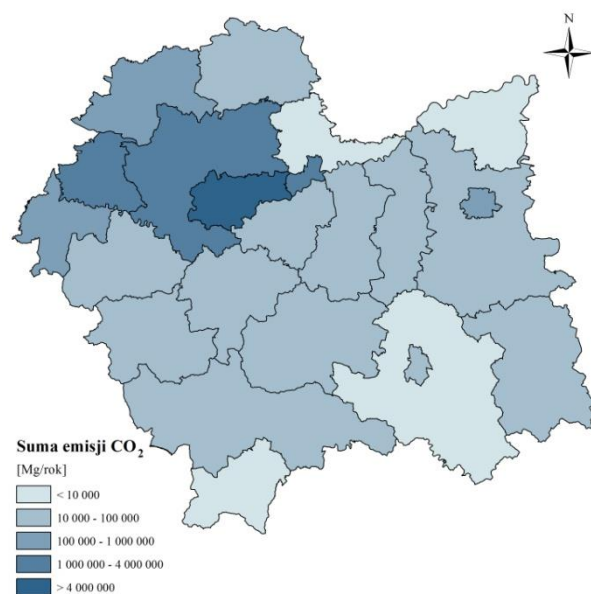 N
Suma emisji CO₂
[Mg/rok]
< 10 000
10 000 - 100 000
100 000 - 1 000 000
1 000 000 - 4 000 000
> 4 000 000